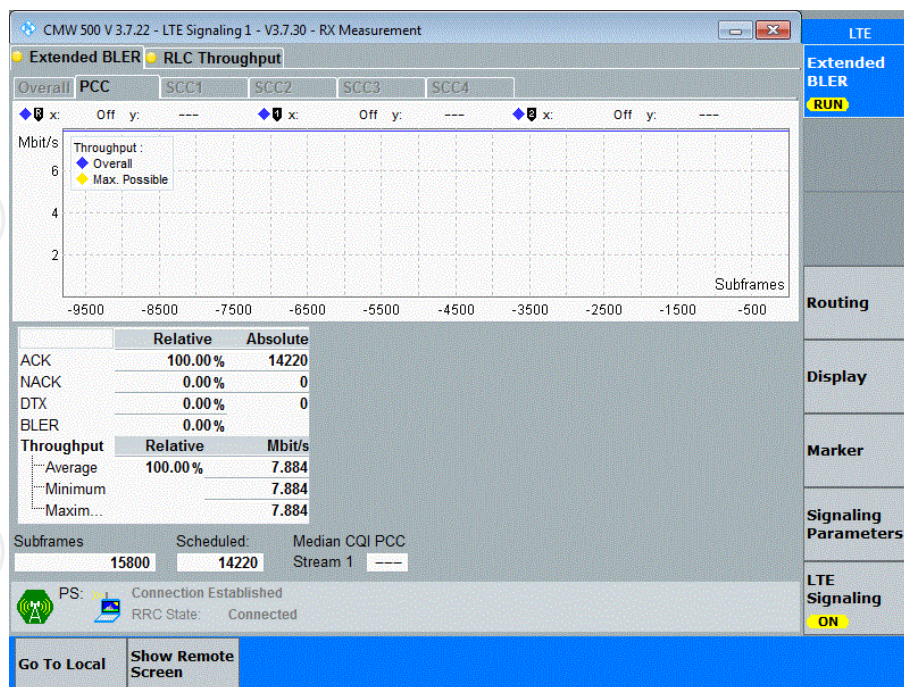 CMW 500 V 3.7.22 - LTE Signaling 1 - V3.7.30 - RX Measurement
LTE
Extended BLER RLC Throughput
Extended
BLER
RUN
Overall PCC SCC1 SCC2 SCC3 SCC4
R x: Off y: --- 1 x: Off y: --- 2 x: Off y: ---
Mbit/s
Throughput :
Overall
Max. Possible
6
4
2
Subframes
-9500 -8500 -7500 -6500 -5500 -4500 -3500 -2500 -1500 -500
Routing
Relative Absolute
ACK 100.00 % 14220
NACK 0.00 % 0
DTX 0.00 % 0
BLER 0.00 %
Display
Throughput Relative Mbit/s
Average 100.00 % 7.884
Minimum 7.884
Maxim... 7.884
Marker
Signaling
Parameters
Subframes Scheduled: Median CQI PCC
15800 14220 Stream 1 ---
LTE
Signaling
ON
PS: Connection Established
RRC State: Connected
Go To Local
Show Remote
Screen